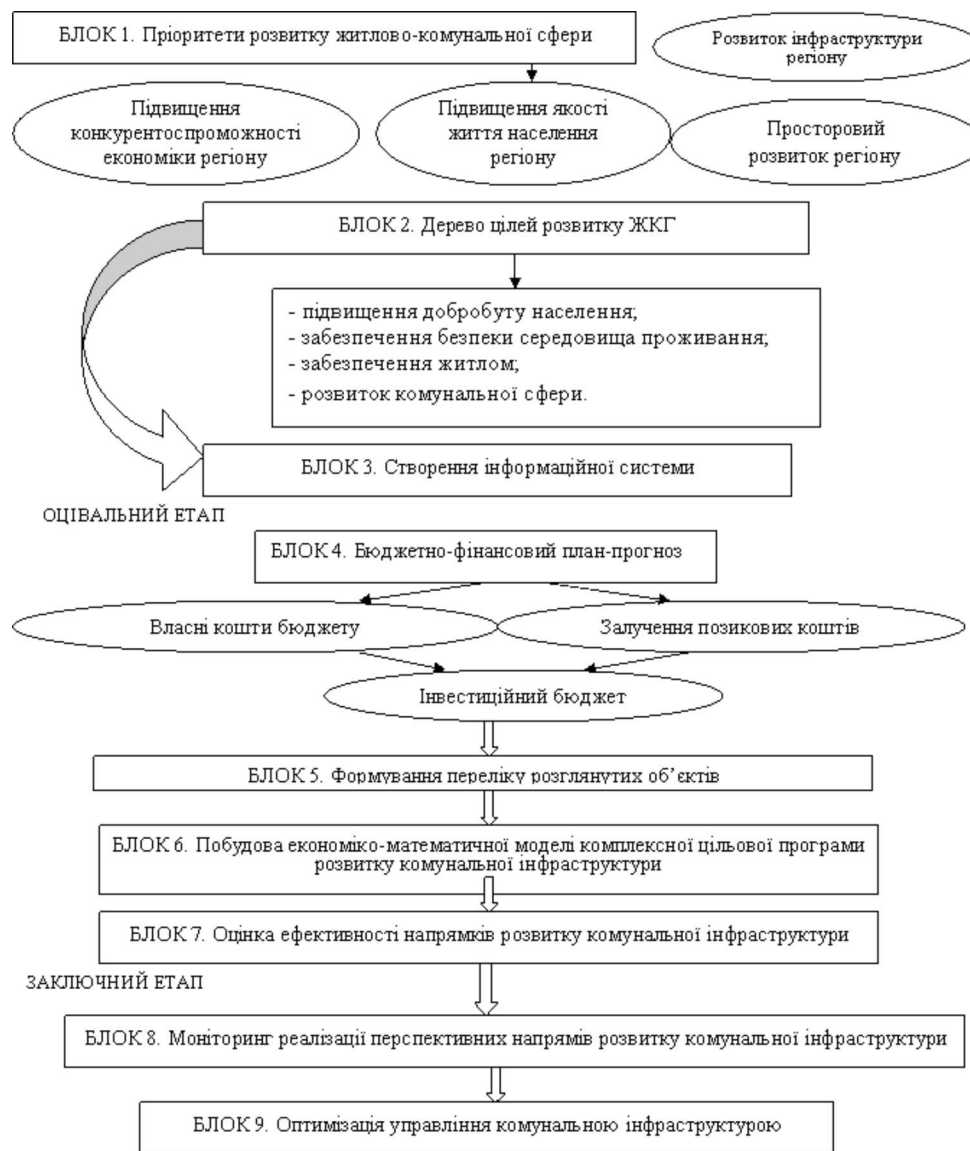 БЛОК 1. Пріоритети розвитку житлово-комунальної сфери
Розвиток інфраструктури
регіону
Підвищення
конкурентоспроможності
економіки регіону
Підвищення якості
життя населення
регіону
Просторовий
розвиток регіону
БЛОК 2. Дерево цілей розвитку ЖКГ
- підвищення добробуту населення;
- забезпечення безпеки середовища проживання;
- забезпечення житлом;
- розвиток комунальної сфери.
БЛОК 3. Створення інформаційної системи
ОЦІВАЛЬНИЙ ЕТАП
БЛОК 4. Бюджетно-фінансовий план-прогноз
Власні кошти бюджету
Залучення позикових коштів
Інвестиційний бюджет
БЛОК 5. Формування переліку розглянутих об’єктів
БЛОК 6. Побудова економіко-математичної моделі комплексної цільової програми
розвитку комунальної інфраструктури
БЛОК 7. Оцінка ефективності напрямків розвитку комунальної інфраструктури
ЗАКЛЮЧНИЙ ЕТАП
БЛОК 8. Моніторинг реалізації перспективних напрямів розвитку комунальної інфраструктури
БЛОК 9. Оптимізація управління комунальною інфраструктурою